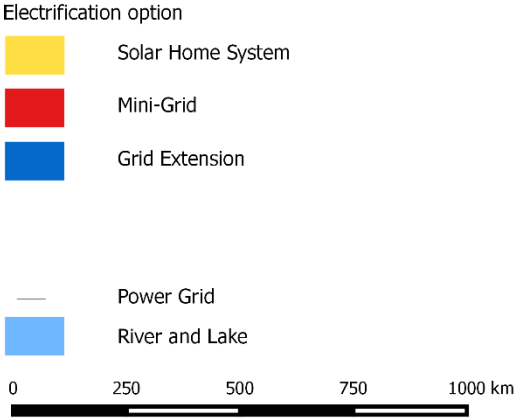 Electrification option
Solar Home System
Mini-Grid
Grid Extension
Power Grid
River and Lake
0 250 500 750 1000 km